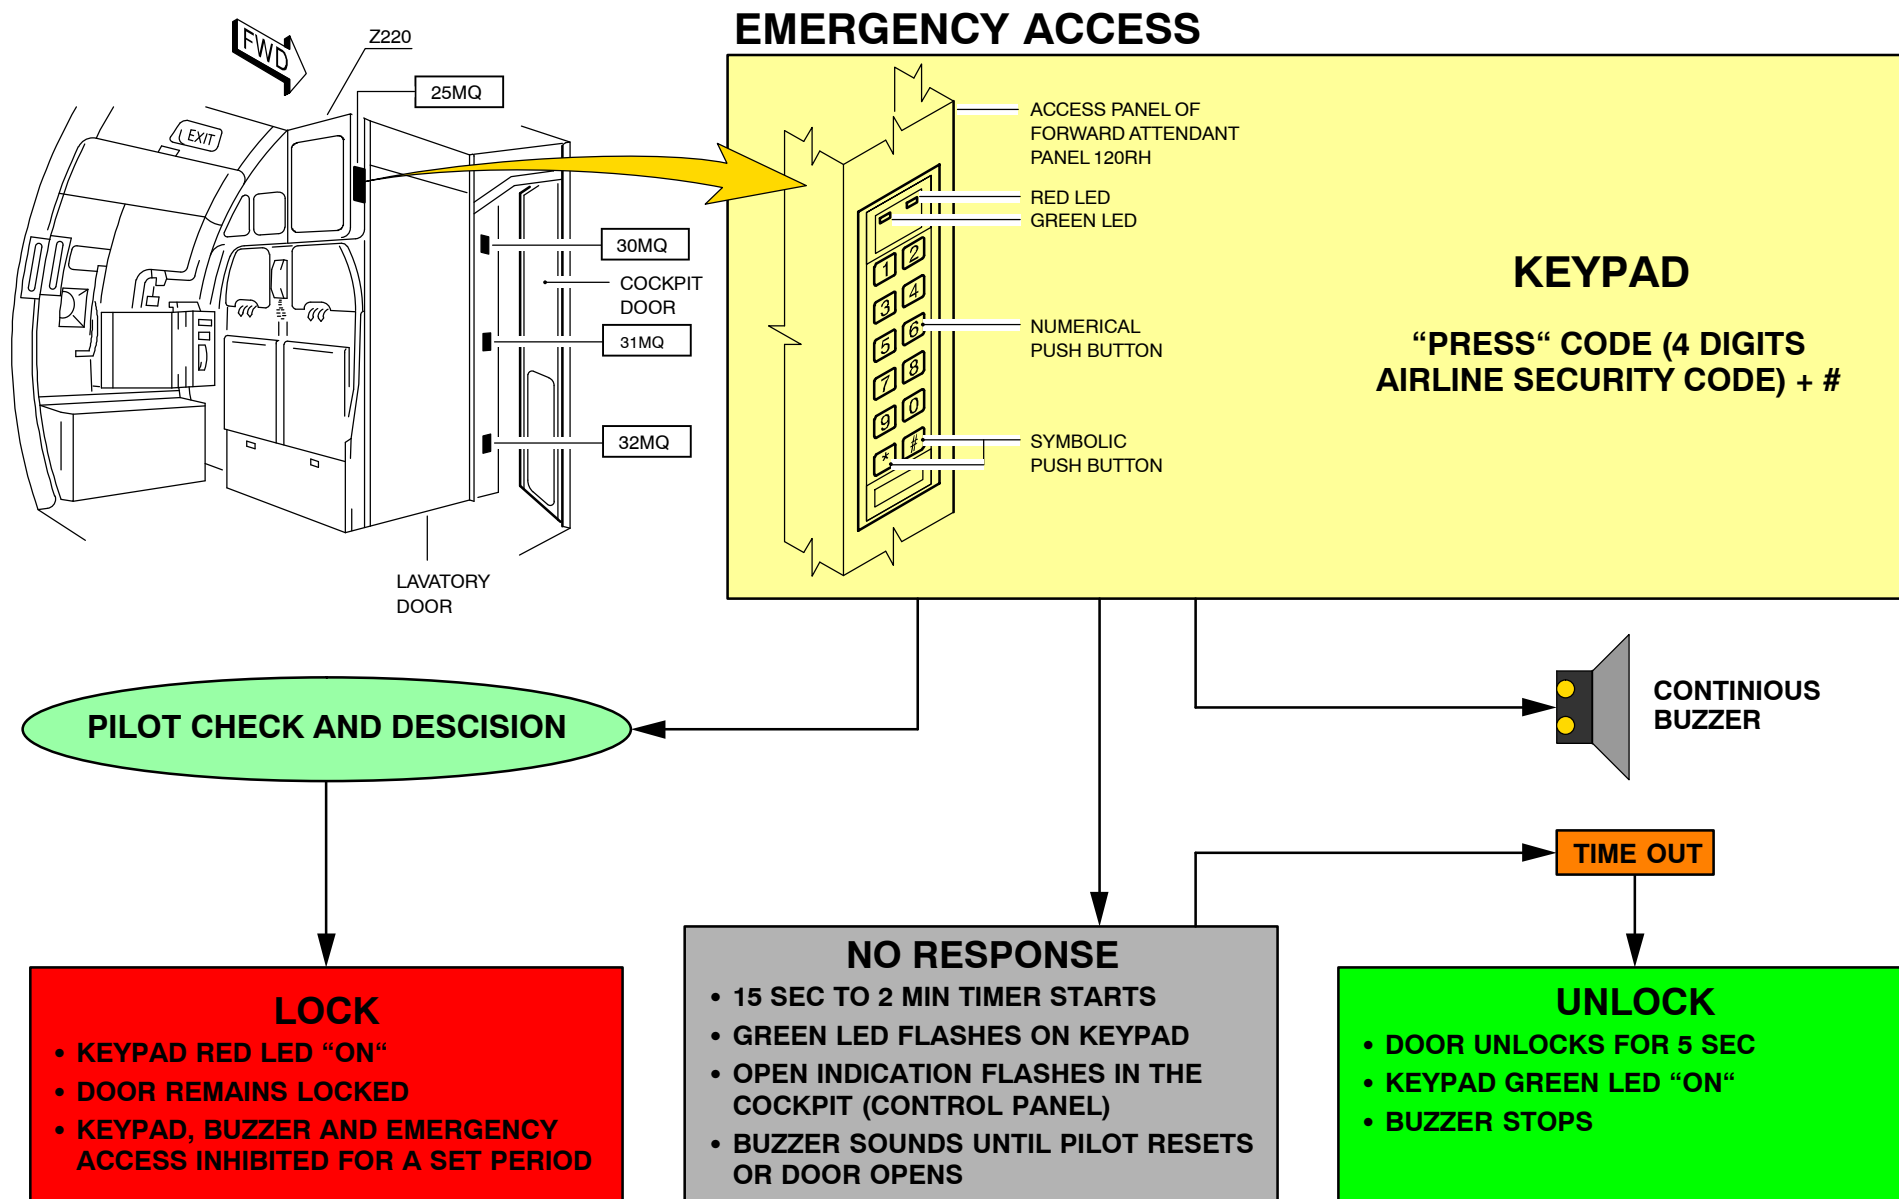 EMERGENCY ACCESS
FWD
Z220
25MQ
EXIT
30MQ
COCKPIT
DOOR
31MQ
32MQ
LAVATORY
DOOR
ACCESS PANEL OF
FORWARD ATTENDANT
PANEL 120RH
RED LED
GREEN LED
1 2
3 4
5 6
7 8
9 0
* #
NUMERICAL
PUSH BUTTON
SYMBOLIC
PUSH BUTTON
KEYPAD
“PRESS“ CODE (4 DIGITS
AIRLINE SECURITY CODE) + #
PILOT CHECK AND DESCISION
CONTINIOUS
BUZZER
TIME OUT
LOCK
• KEYPAD RED LED “ON“
• DOOR REMAINS LOCKED
• KEYPAD, BUZZER AND EMERGENCY
ACCESS INHIBITED FOR A SET PERIOD
NO RESPONSE
• 15 SEC TO 2 MIN TIMER STARTS
• GREEN LED FLASHES ON KEYPAD
• OPEN INDICATION FLASHES IN THE
COCKPIT (CONTROL PANEL)
• BUZZER SOUNDS UNTIL PILOT RESETS
OR DOOR OPENS
UNLOCK
• DOOR UNLOCKS FOR 5 SEC
• KEYPAD GREEN LED “ON“
• BUZZER STOPS